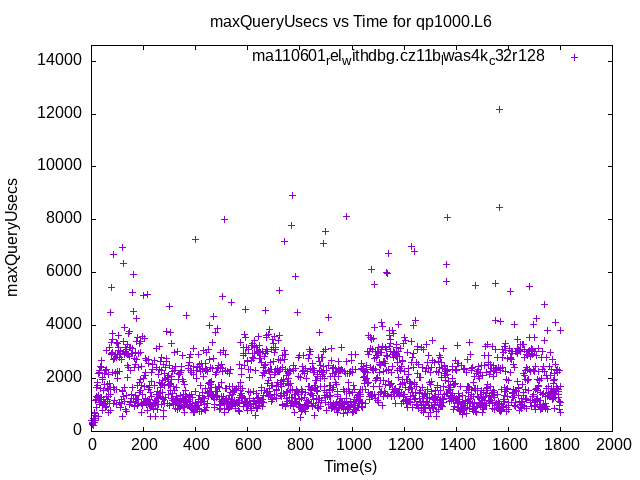 maxQueryUsecs vs Time for qp1000.L6
ma110601_rel_withdbg.cz11b_lwas4k_c32r128
14000
12000
10000
8000
6000
4000
2000
0
maxQueryUsecs
0 200 400 600 800 1000 1200 1400 1600 1800 2000
Time(s)